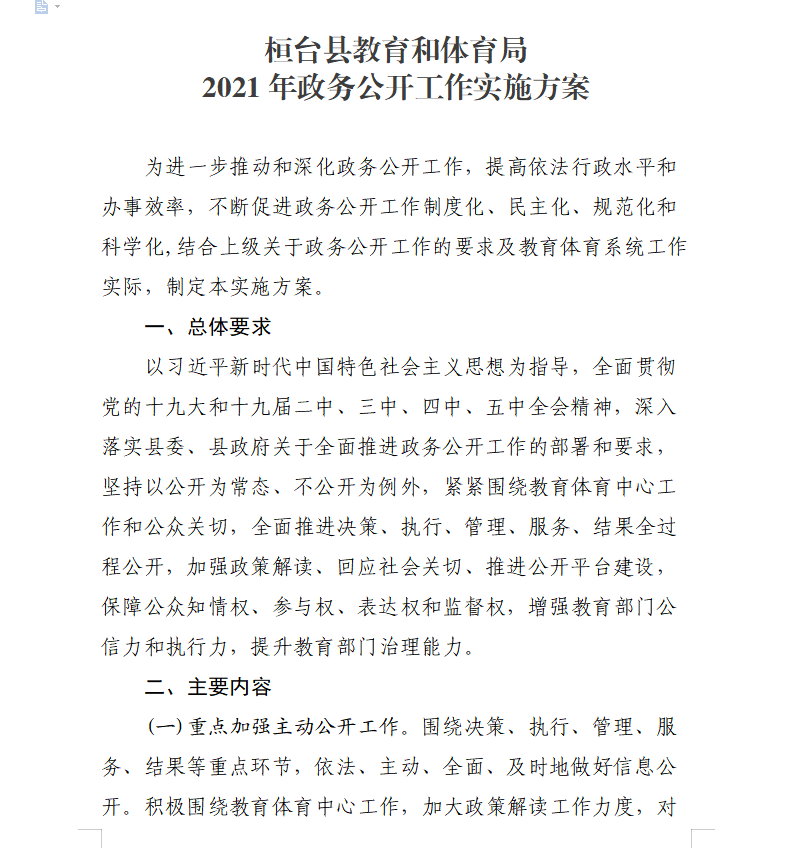 桓台县教育和体育局
2021年政务公开工作实施方案
为进一步推动和深化政务公开工作，提高依法行政水平和
办事效率，不断促进政务公开工作制度化、民主化、规范化和
科学化,结合上级关于政务公开工作的要求及教育体育系统工作
实际，制定本实施方案。
一、总体要求
以习近平新时代中国特色社会主义思想为指导，全面贯彻
党的十九大和十九届二中、三中、四中、五中全会精神，深入
落实县委、县政府关于全面推进政务公开工作的部署和要求，
坚持以公开为常态、不公开为例外，紧紧围绕教育体育中心工
作和公众关切，全面推进决策、执行、管理、服务、结果全过
程公开，加强政策解读、回应社会关切、推进公开平台建设，
保障公众知情权、参与权、表达权和监督权，增强教育部门公
信力和执行力，提升教育部门治理能力。
二、主要内容
(一)重点加强主动公开工作。围绕决策、执行、管理、服
务、结果等重点环节，依法、主动、全面、及时地做好信息公
开。积极围绕教育体育中心工作，加大政策解读工作力度，对